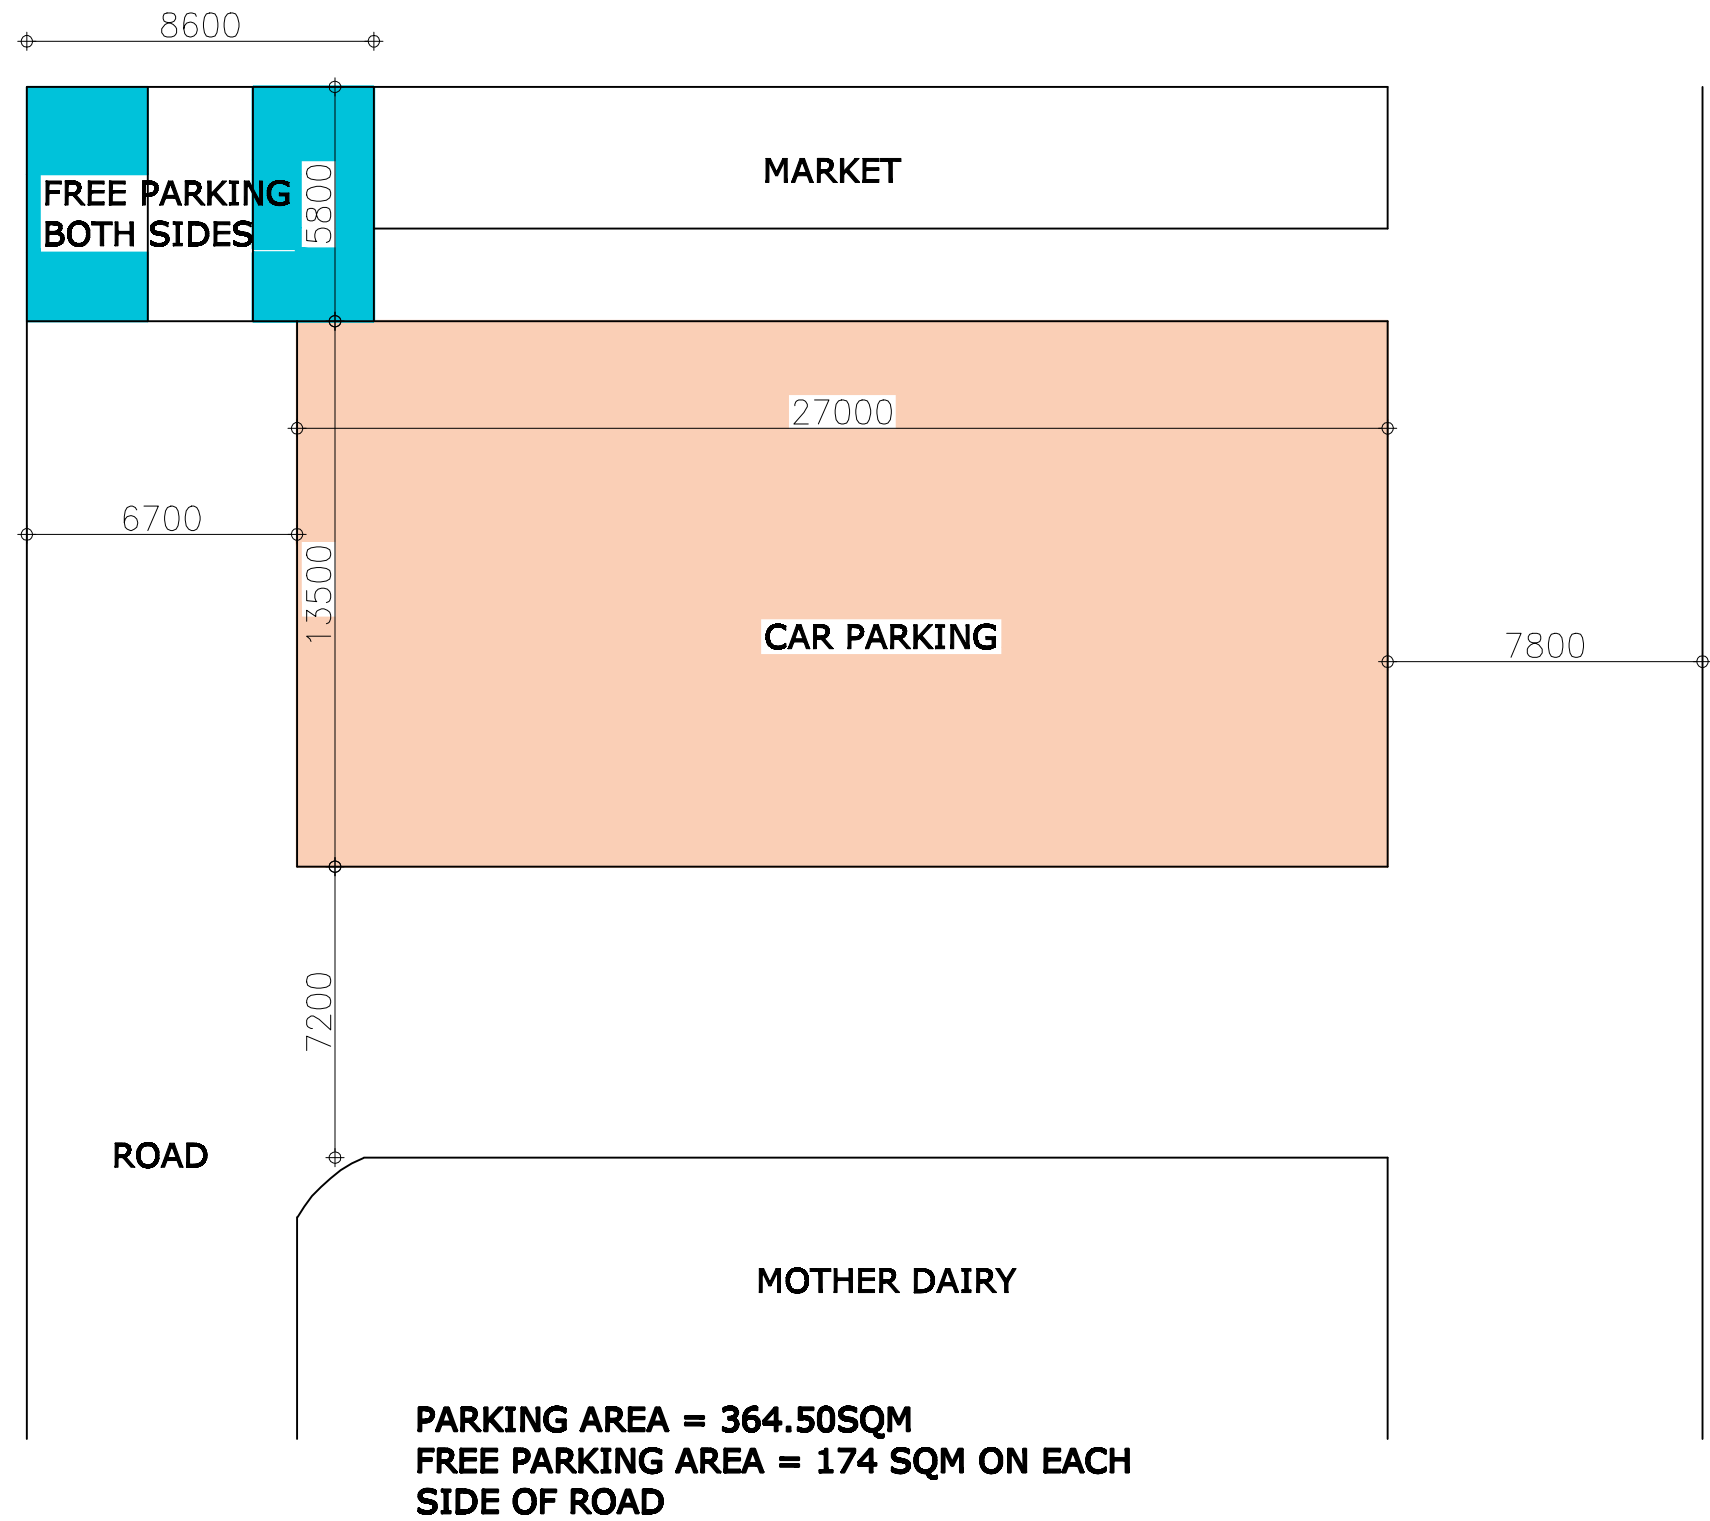 8600
MARKET
FREE PARKING
BOTH SIDES
5800
27000
6700
13500
CAR PARKING
7800
7200
ROAD
MOTHER DAIRY
PARKING AREA = 364.50SQM
FREE PARKING AREA = 174 SQM ON EACH
SIDE OF ROAD